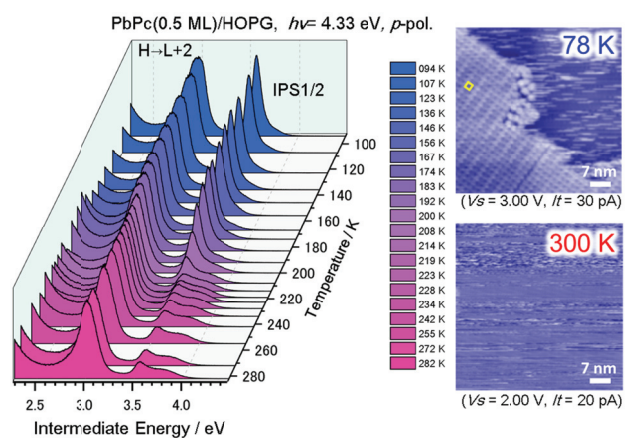 PbPc(0.5 ML)/HOPG, hν= 4.33 eV, p-pol.
H→L+2
IPS1/2
100
120
140
160
180
200
220
240
260
280
Temperature / K
2.5 3.0 3.5 4.0
Intermediate Energy / eV
094 K
107 K
123 K
136 K
146 K
156 K
167 K
174 K
183 K
192 K
200 K
208 K
214 K
219 K
223 K
228 K
234 K
242 K
255 K
272 K
282 K
78 K
7 nm
(Vs = 3.00 V, It = 30 pA)
300 K
7 nm
(Vs = 2.00 V, It = 20 pA)